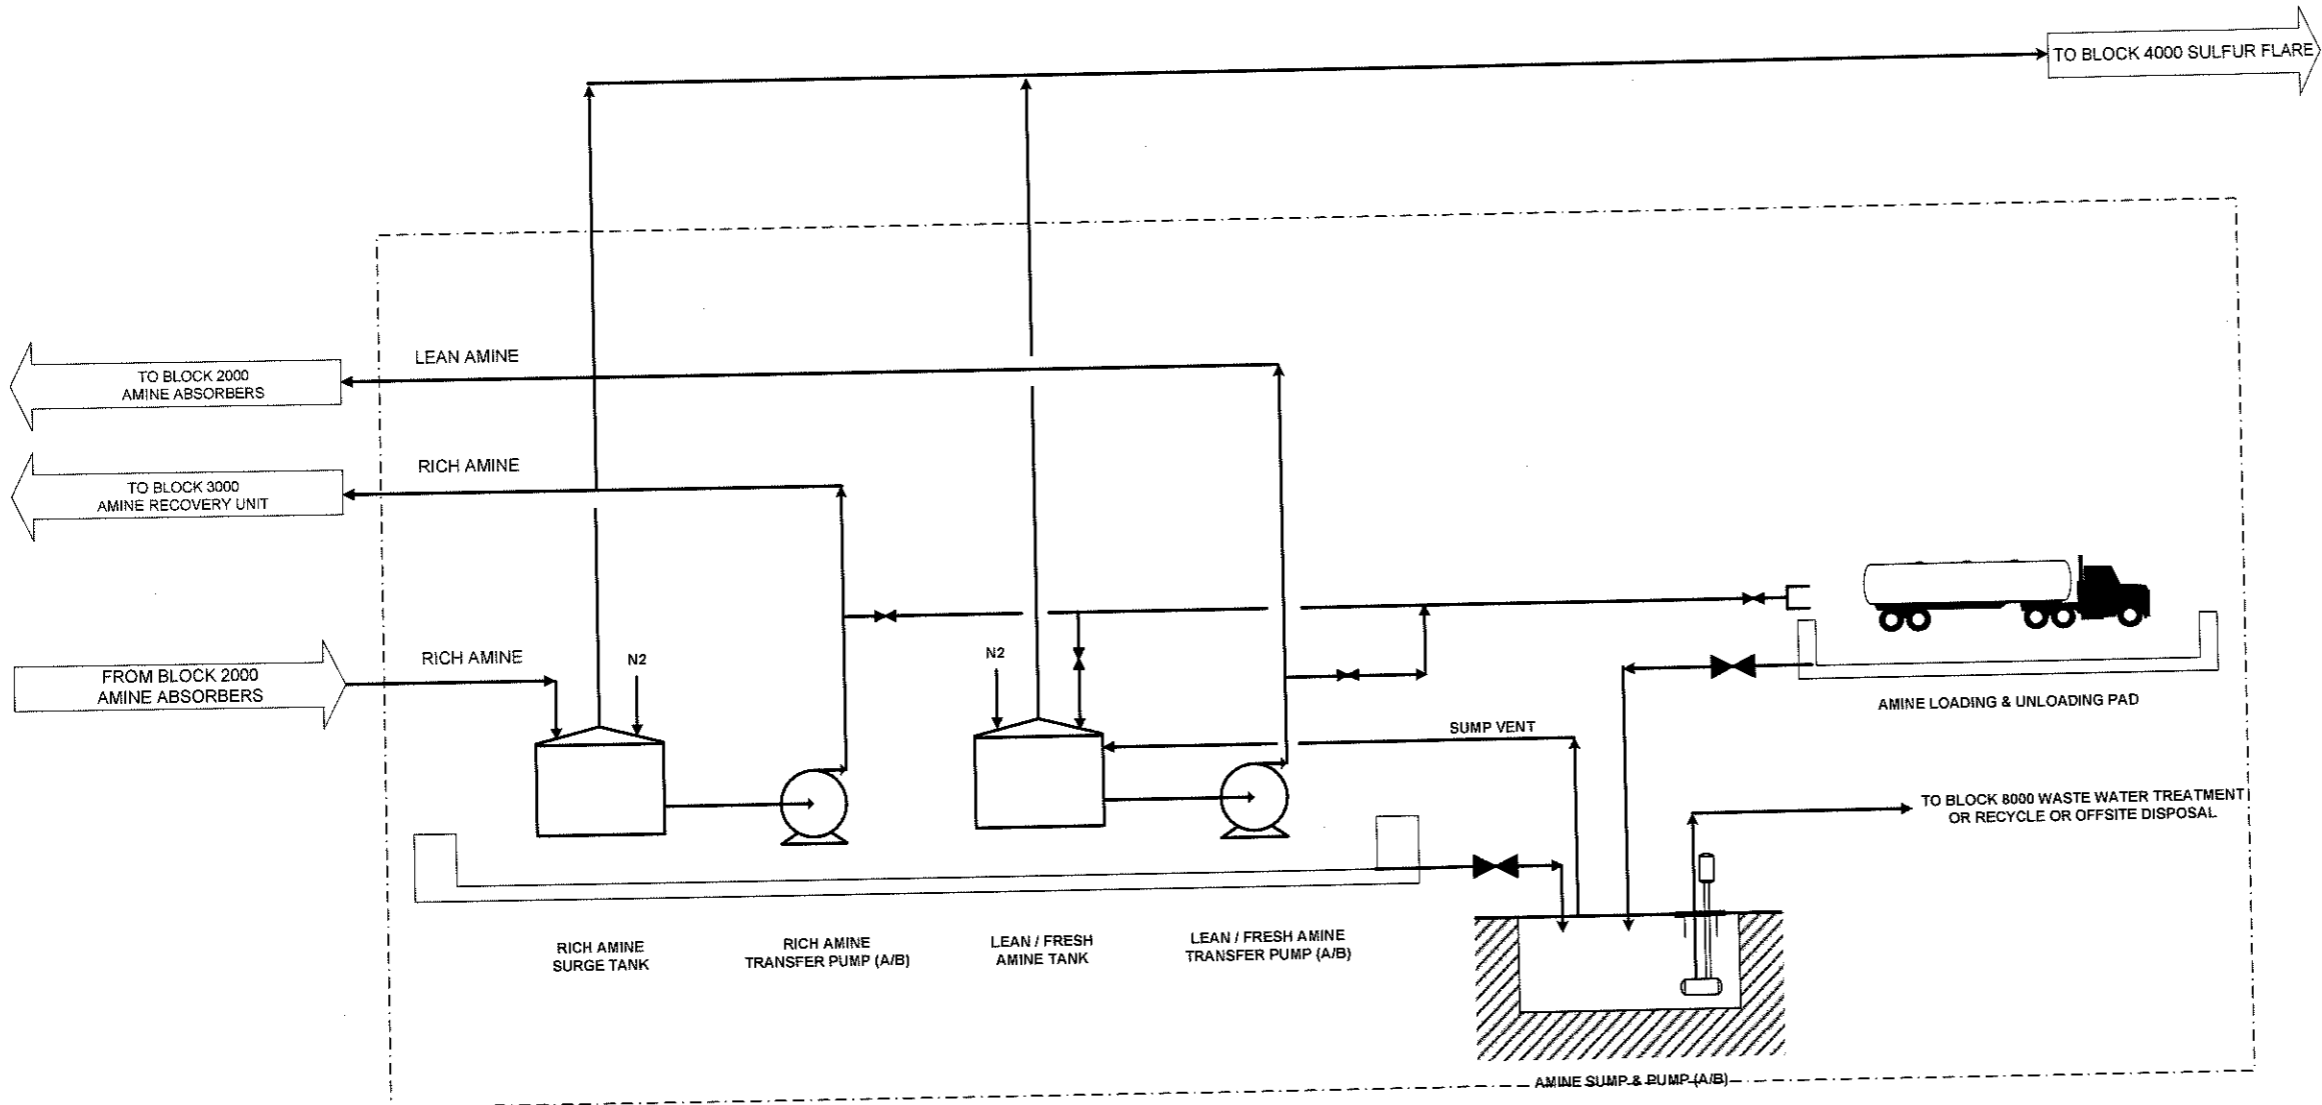 TO BLOCK 4000 SULFUR FLARE
LEAN AMINE
TO BLOCK 2000
AMINE ABSORBERS
RICH AMINE
TO BLOCK 3000
AMINE RECOVERY UNIT
RICH AMINE
FROM BLOCK 2000
AMINE ABSORBERS
N2
N2
AMINE LOADING & UNLOADING PAD
SUMP VENT
TO BLOCK 8000 WASTE WATER TREATMENT
OR RECYCLE OR OFFSITE DISPOSAL
RICH AMINE
SURGE TANK
RICH AMINE
TRANSFER PUMP (A/B)
LEAN / FRESH
AMINE TANK
LEAN / FRESH AMINE
TRANSFER PUMP (A/B)
AMINE SUMP & PUMP (A/B)